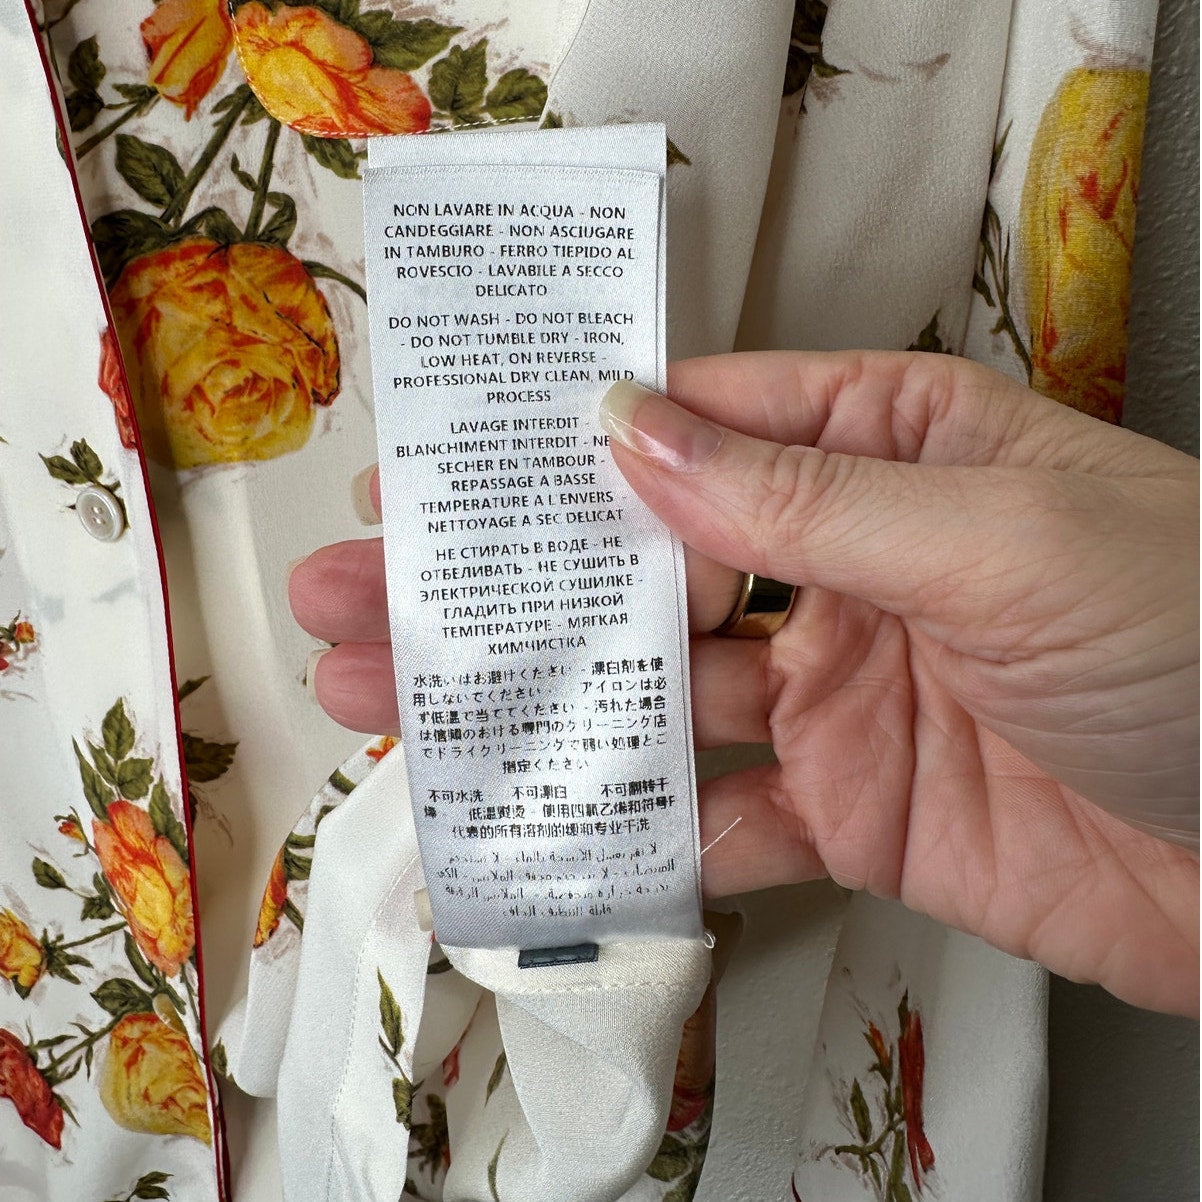 NON LAVARE IN ACQUA - NON
CANDEGGIARE - NON ASCIUGARE
IN TAMBURO - FERRO TIEPIDO AL
ROVESCIO - LAVABILE A SECCO
DELICATO
DO NOT WASH - DO NOT BLEACH
- DO NOT TUMBLE DRY - IRON,
LOW HEAT, ON REVERSE -
PROFESSIONAL DRY CLEAN, MILD
PROCESS
LAVAGE INTERDIT -
BLANCHIMENT INTERDIT - NE
SECHER EN TAMBOUR -
REPASSAGE A BASSE
TEMPERATURE A L'ENVERS -
NETTOYAGE A SEC DELICAT
НЕ СТИРАТЬ В ВОДЕ - НЕ
ОТБЕЛИВАТЬ - НЕ СУШИТЬ В
ЭЛЕКТРИЧЕСКОЙ СУШИЛКЕ -
ГЛАДИТЬ ПРИ НИЗКОЙ
ТЕМПЕРАТУРЕ - МЯГКАЯ
ХИМЧИСТКА
水洗いはお避けください - 漂白剤を使
用しないでください - アイロンは必
ず低温で当ててください - 汚れた場合
は信頼のおける専門のクリーニング店
でドライクリーニングで弱い処理とご
指定ください
不可水洗 不可漂白 不可翻转干
燥 低温熨烫 - 使用四氯乙烯和符号F
代表的所有溶剂的缓和专业干洗